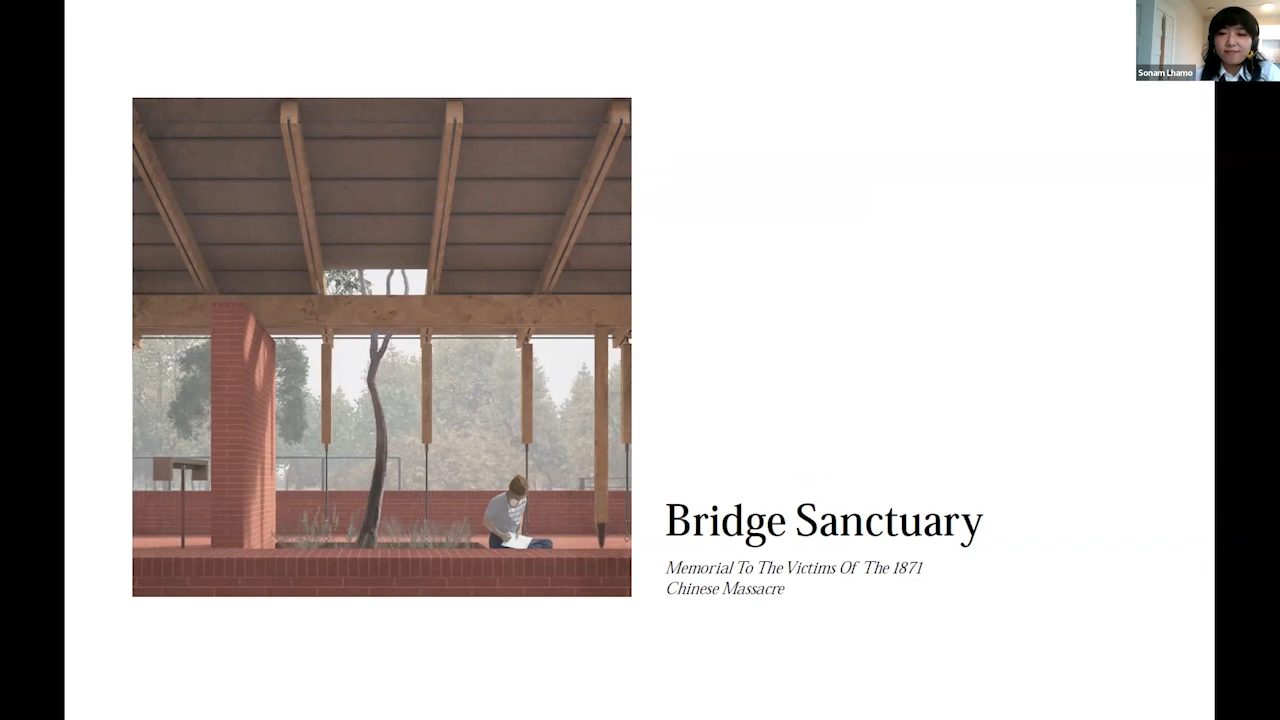 Sonam Lhamo
Bridge Sanctuary
Memorial To The Victims Of The 1871
Chinese Massacre